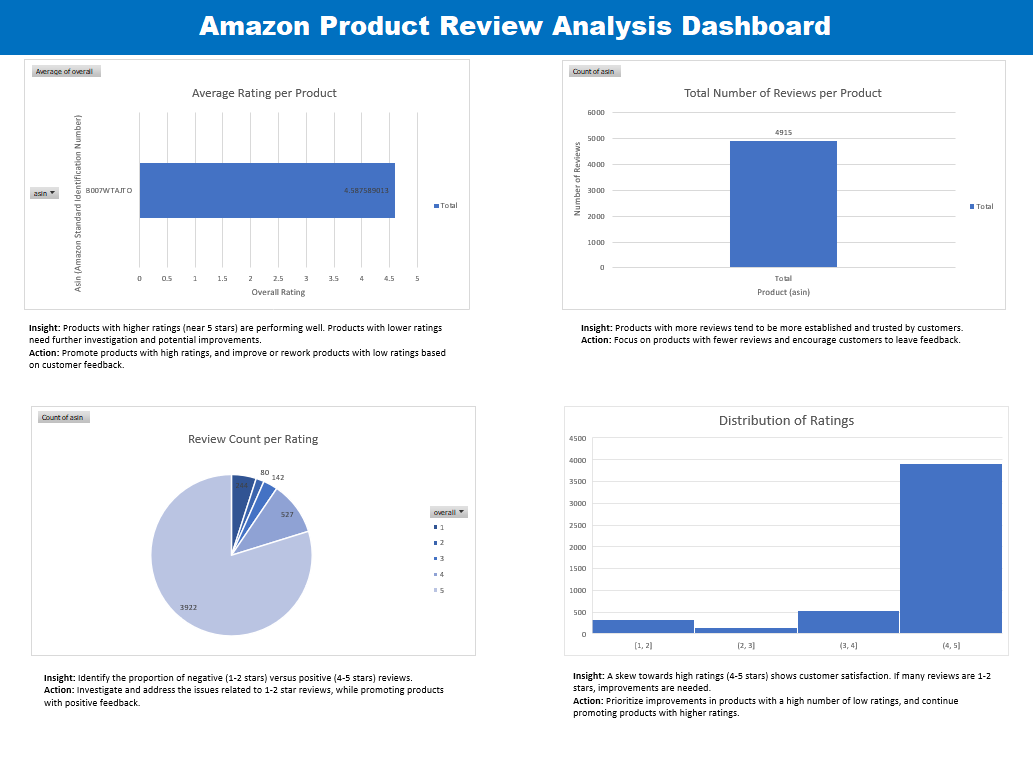 Amazon Product Review Analysis Dashboard
Average of overall
Average Rating per Product
Asin (Amazon Standard Identification Number)
asin
B007WTAJTO
4.587589013
Total
0 0.5 1 1.5 2 2.5 3 3.5 4 4.5 5
Overall Rating
Insight: Products with higher ratings (near 5 stars) are performing well. Products with lower ratings
need further investigation and potential improvements.
Action: Promote products with high ratings, and improve or rework products with low ratings based
on customer feedback.
Count of asin
Total Number of Reviews per Product
Number of Reviews
6000
5000
4000
3000
2000
1000
0
4915
Total
Total
Product (asin)
Insight: Products with more reviews tend to be more established and trusted by customers.
Action: Focus on products with fewer reviews and encourage customers to leave feedback.
Count of asin
Review Count per Rating
80
142
527
3922
overall
1
2
3
4
5
Insight: Identify the proportion of negative (1-2 stars) versus positive (4-5 stars) reviews.
Action: Investigate and address the issues related to 1-2 star reviews, while promoting products
with positive feedback.
Distribution of Ratings
4500
4000
3500
3000
2500
2000
1500
1000
500
0
[1, 2] (2, 3] (3, 4] (4, 5]
Insight: A skew towards high ratings (4-5 stars) shows customer satisfaction. If many reviews are 1-2
stars, improvements are needed.
Action: Prioritize improvements in products with a high number of low ratings, and continue
promoting products with higher ratings.